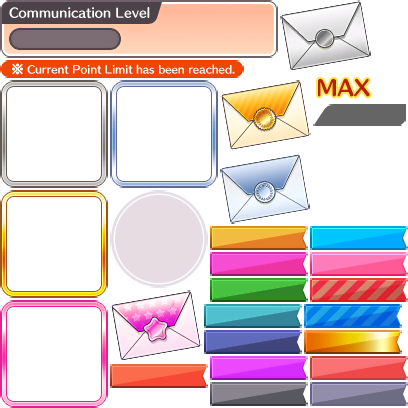 Communication Level
※ Current Point Limit has been reached.
MAX